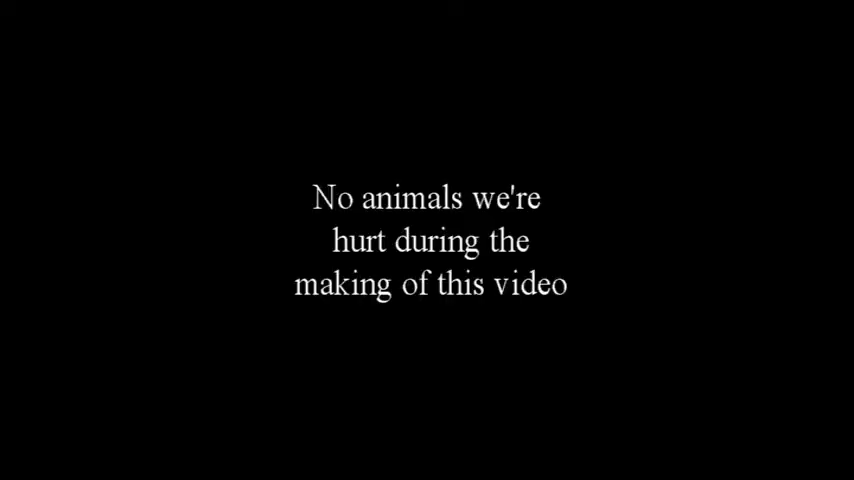 No animals we're
hurt during the
making of this video